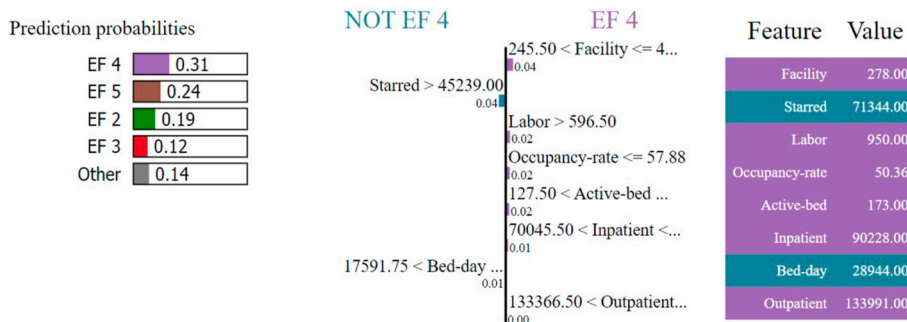 Prediction probabilities
EF 4 0.31
EF 5 0.24
EF 2 0.19
EF 3 0.12
Other 0.14
NOT EF 4 EF 4
245.50 < Facility <= 4...
0.04
Starred > 45239.00
0.04
Labor > 596.50
0.02
Occupancy-rate <= 57.88
0.02
127.50 < Active-bed ...
0.02
70045.50 < Inpatient <...
0.01
17591.75 < Bed-day ...
0.01
133366.50 < Outpatient...
0.00
Feature Value
Facility 278.00
Starred 71344.00
Labor 950.00
Occupancy-rate 50.36
Active-bed 173.00
Inpatient 90228.00
Bed-day 28944.00
Outpatient 133991.00